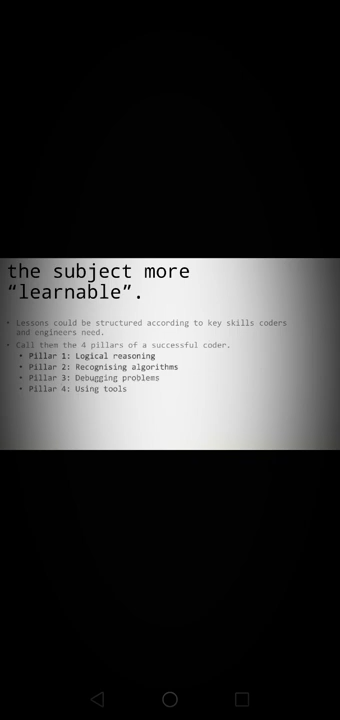 the subject more
“learnable”.
• Lessons could be structured according to key skills coders
and engineers need.
• Call them the 4 pillars of a successful coder.
• Pillar 1: Logical reasoning
• Pillar 2: Recognising algorithms
• Pillar 3: Debugging problems
• Pillar 4: Using tools